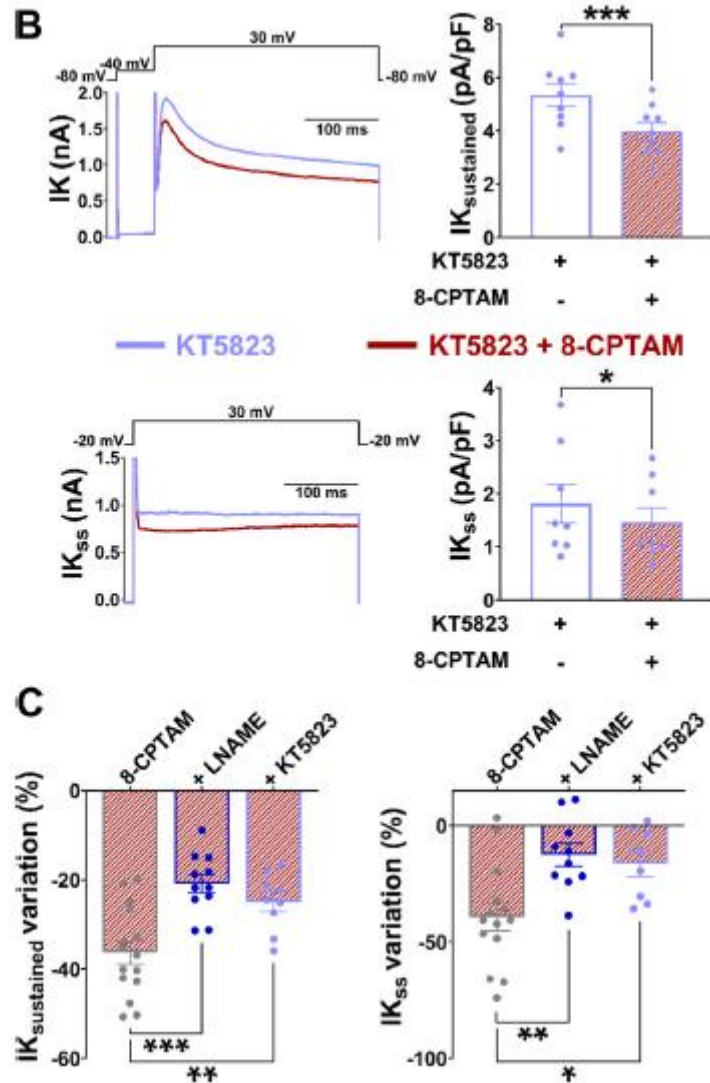 B
30 mV
-40 mV
-80 mV
-80 mV
2.0
1.5
1.0
0.5
0.0
IK (nA)
100 ms
***
8
6
4
2
0
IKsustained (pA/pF)
KT5823 + +
8-CPTAM - +
KT5823
KT5823 + 8-CPTAM
30 mV
-20 mV
-20 mV
1.5
1.0
0.5
0.0
IKss (nA)
100 ms
*
4
3
2
1
0
IKss (pA/pF)
KT5823 + +
8-CPTAM - +
C
8-CPTAM
+ LNAME
+ KT5823
0
-20
-40
-60
IKsustained variation (%)
***
**
8-CPTAM
+ LNAME
+ KT5823
0
-50
-100
IKss variation (%)
**
*